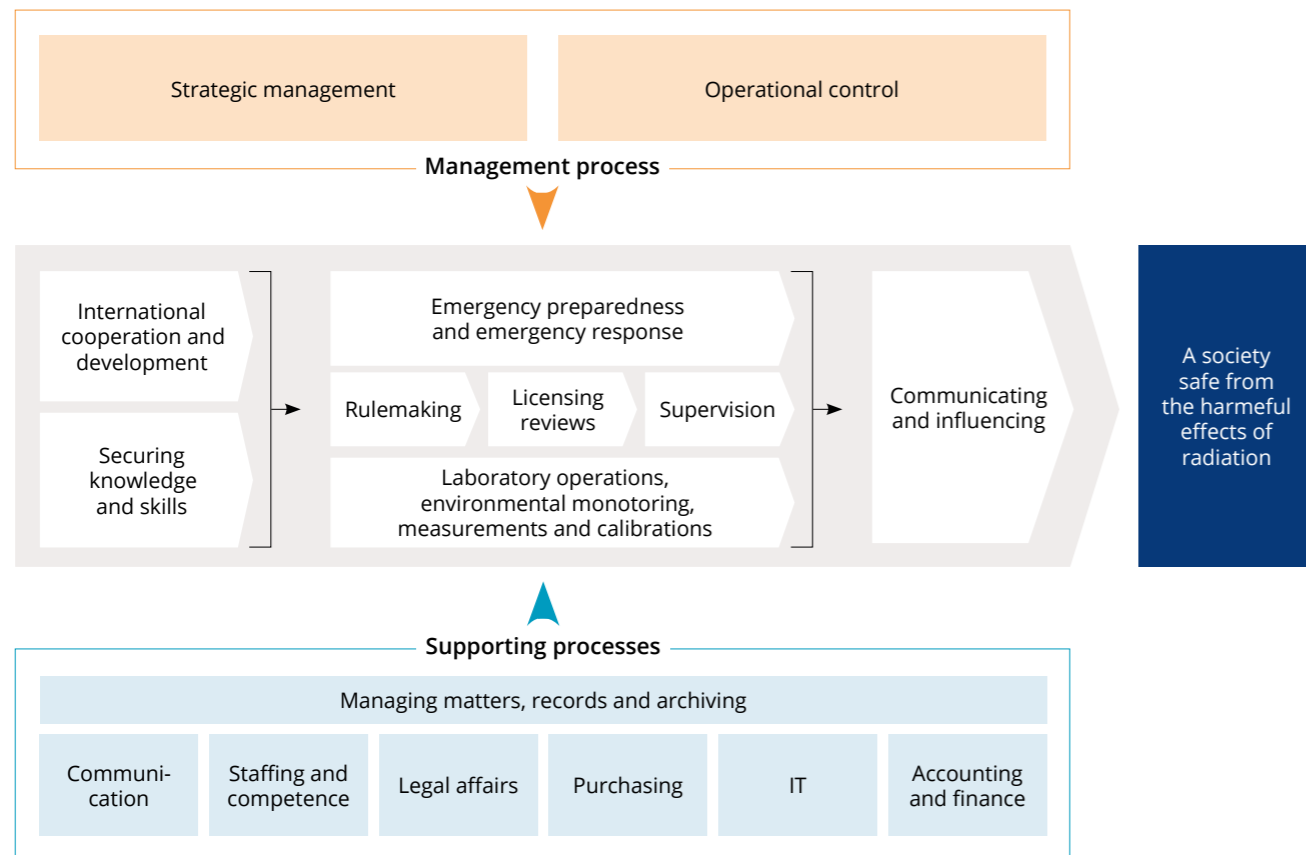 Strategic management
Operational control
Management process
International
cooperation and
development
Securing
knowledge
and skills
Emergency preparedness
and emergency response
Rulemaking
Licensing
reviews
Supervision
Laboratory operations,
environmental monotoring,
measurements and calibrations
Communicating
and influencing
A society
safe from
the harmeful
effects of
radiation
Supporting processes
Managing matters, records and archiving
Communi-
cation
Staffing and
competence
Legal affairs
Purchasing
IT
Accounting
and finance